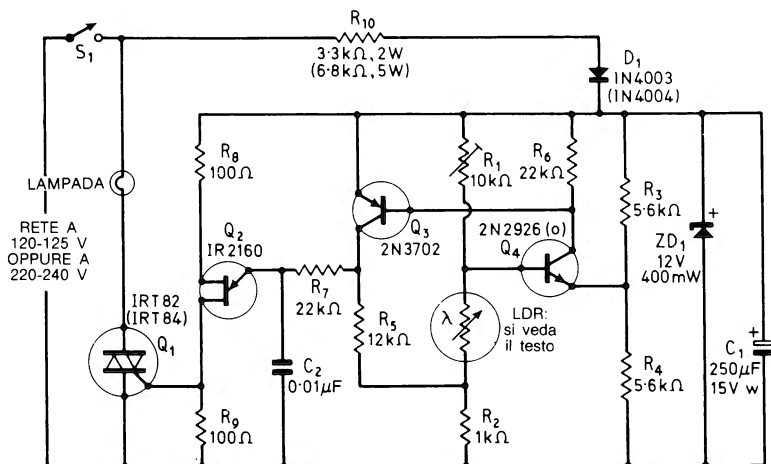 R10
3.3kΩ, 2W
(6.8kΩ, 5W)
S1
D1
IN4003
(IN4004)
R8
100Ω
R1
10kΩ
R6
22kΩ
R3
5.6kΩ
LAMPADA
RETE A
120-125 V
OPPURE A
220-240 V
Q2
IR2160
Q3
2N3702
2N2926 (o)
Q4
ZD1
12V
400mW
+
IRT82
(IRT84)
Q1
R7
22kΩ
R5
12kΩ
λ
LDR:
si veda
il testo
R4
5.6kΩ
+
C1
250µF
15V w
C2
0.01µF
R9
100Ω
R2
1kΩ